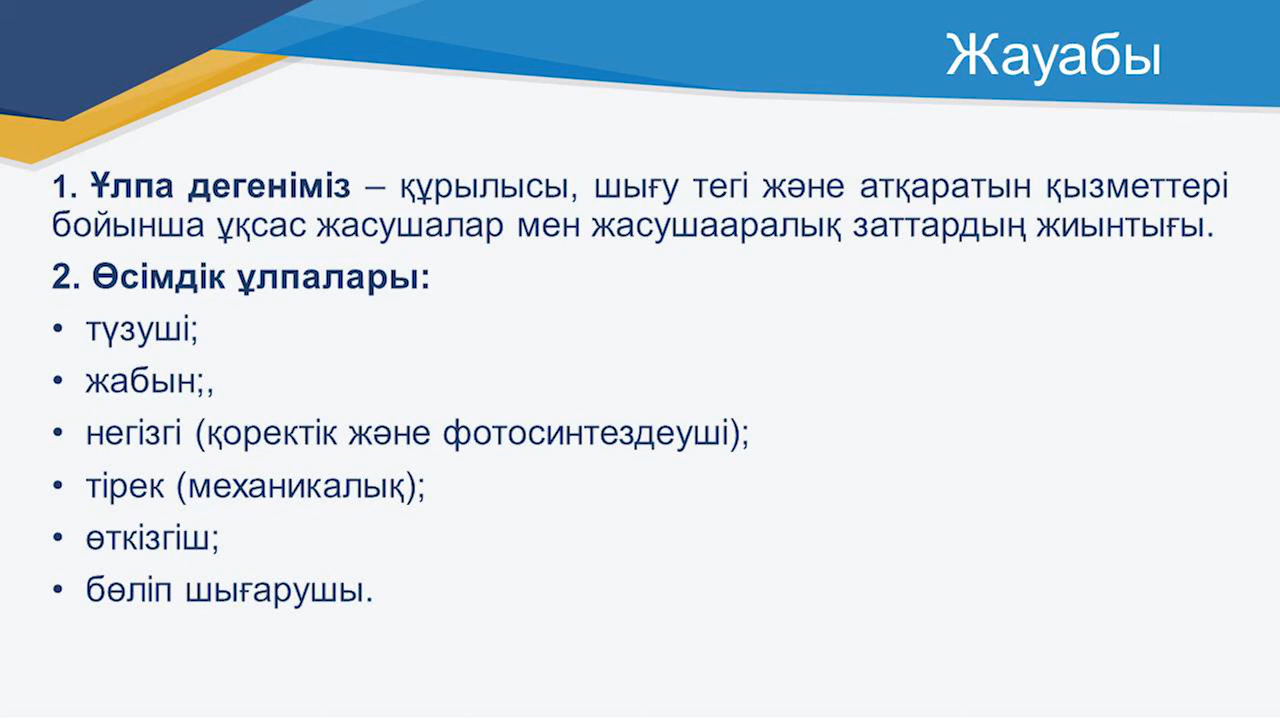 Жауабы
1. Ұлпа дегеніміз – құрылысы, шығу тегі және атқаратын қызметтері
бойынша ұқсас жасушалар мен жасушааралық заттардың жиынтығы.
2. Өсімдік ұлпалары:
• түзуші;
• жабын;,
• негізгі (қоректік және фотосинтездеуші);
• тірек (механикалық);
• өткізгіш;
• бөліп шығарушы.